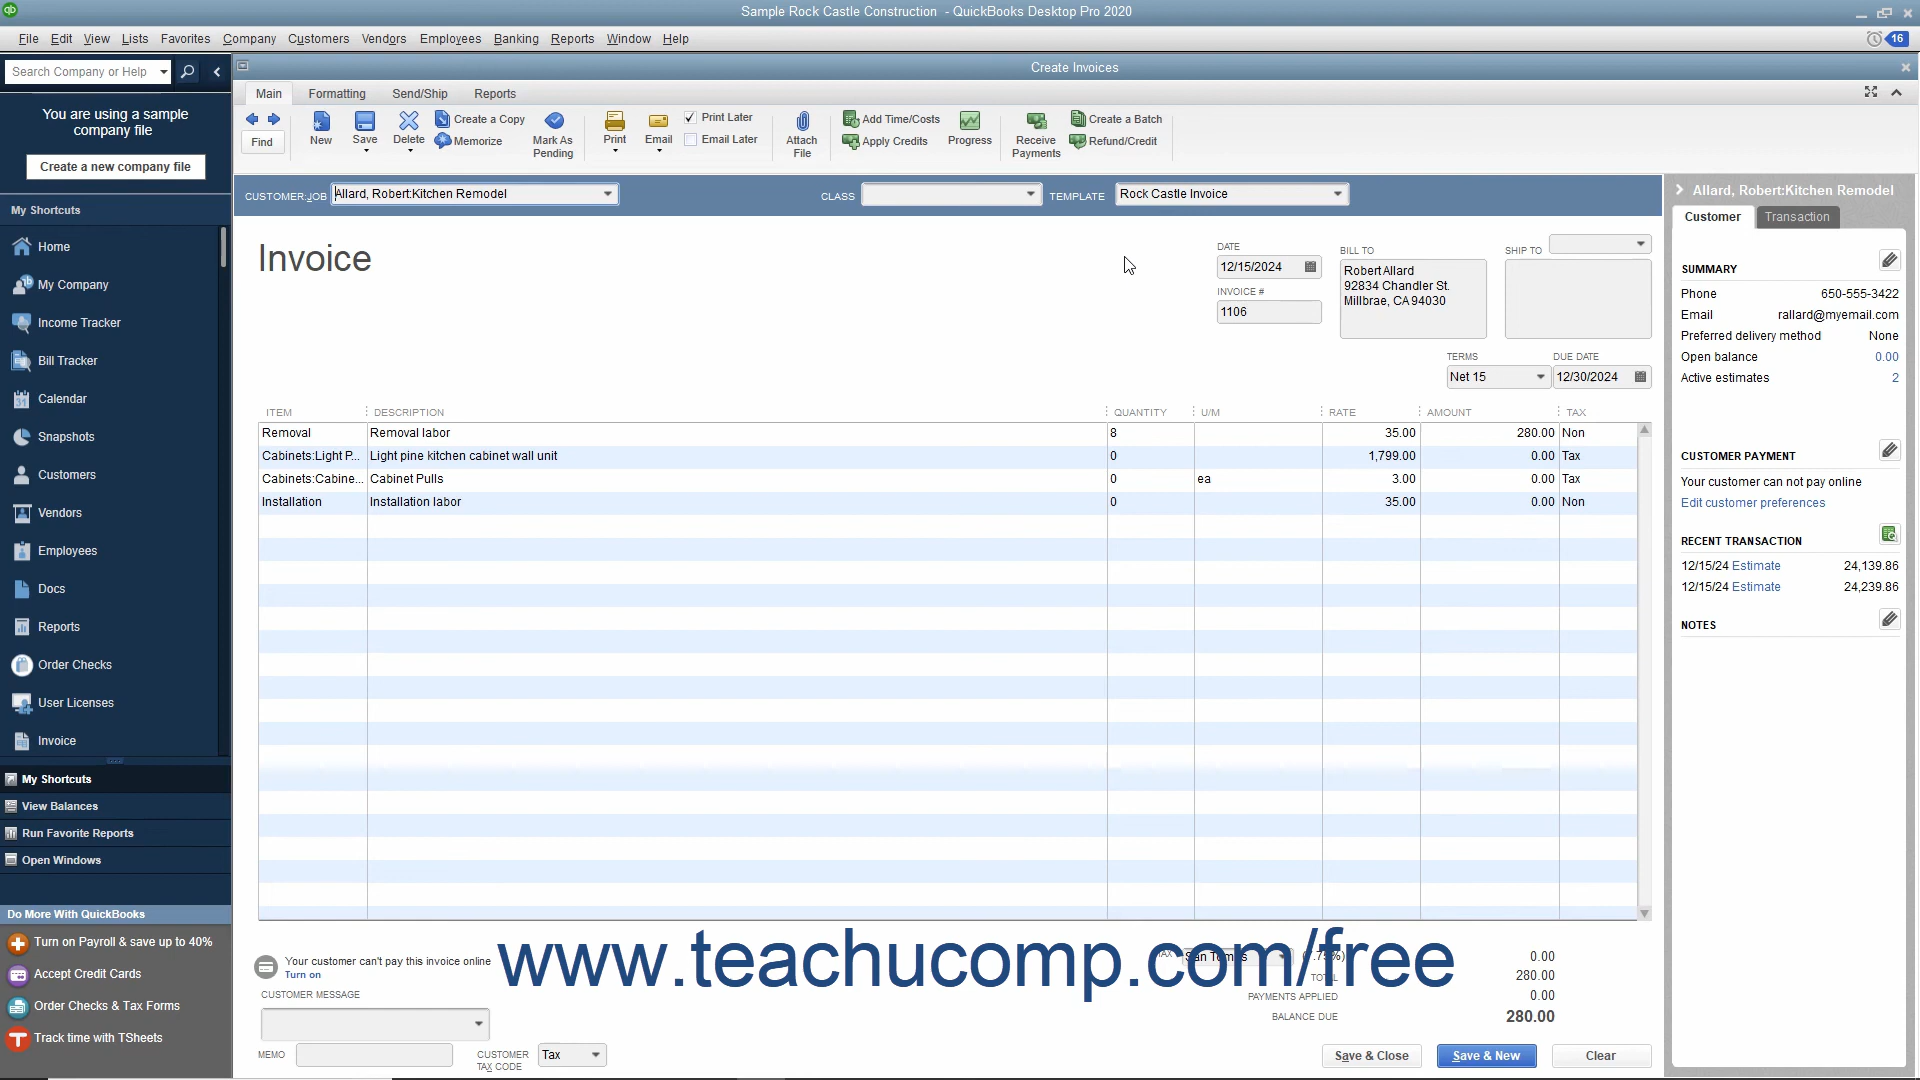 Sample Rock Castle Construction - QuickBooks Desktop Pro 2020
File Edit View Lists Favorites Company Customers Vendors Employees Banking Reports Window Help
16
Search Company or Help
Create Invoices
Main Formatting Send/Ship Reports
You are using a sample company file
Create a new company file
Find
New
Save
Delete
Create a Copy
Memorize
Mark As Pending
Print
Email
Print Later
Email Later
Attach File
Add Time/Costs
Apply Credits
Progress
Receive Payments
Create a Batch
Refund/Credit
My Shortcuts
Home
My Company
Income Tracker
Bill Tracker
Calendar
31
Snapshots
Customers
Vendors
Employees
Docs
Reports
Order Checks
User Licenses
Invoice
My Shortcuts
View Balances
Run Favorite Reports
Open Windows
Do More With QuickBooks
Turn on Payroll & save up to 40%
Accept Credit Cards
Order Checks & Tax Forms
Track time with TSheets
CUSTOMER:JOB Allard, Robert:Kitchen Remodel
CLASS
TEMPLATE Rock Castle Invoice
Invoice
DATE
12/15/2024
INVOICE #
1106
BILL TO
Robert Allard
92834 Chandler St.
Millbrae, CA 94030
SHIP TO
TERMS
Net 15
DUE DATE
12/30/2024
ITEM DESCRIPTION QUANTITY U/M RATE AMOUNT TAX
Removal Removal labor 8 35.00 280.00 Non
Cabinets:Light P... Light pine kitchen cabinet wall unit 0 1,799.00 0.00 Tax
Cabinets:Cabine... Cabinet Pulls 0 ea 3.00 0.00 Tax
Installation Installation labor 0 35.00 0.00 Non
Your customer can't pay this invoice online
Turn on
www.teachucomp.com/free
TAX San Tomas 0.00
TOTAL 280.00
PAYMENTS APPLIED 0.00
BALANCE DUE 280.00
CUSTOMER MESSAGE
MEMO
CUSTOMER TAX CODE Tax
Save & Close
Save & New
Clear
Allard, Robert:Kitchen Remodel
Customer Transaction
SUMMARY
Phone 650-555-3422
Email rallard@myemail.com
Preferred delivery method None
Open balance 0.00
Active estimates 2
CUSTOMER PAYMENT
Your customer can not pay online
Edit customer preferences
RECENT TRANSACTION
12/15/24 Estimate 24,139.86
12/15/24 Estimate 24,239.86
NOTES